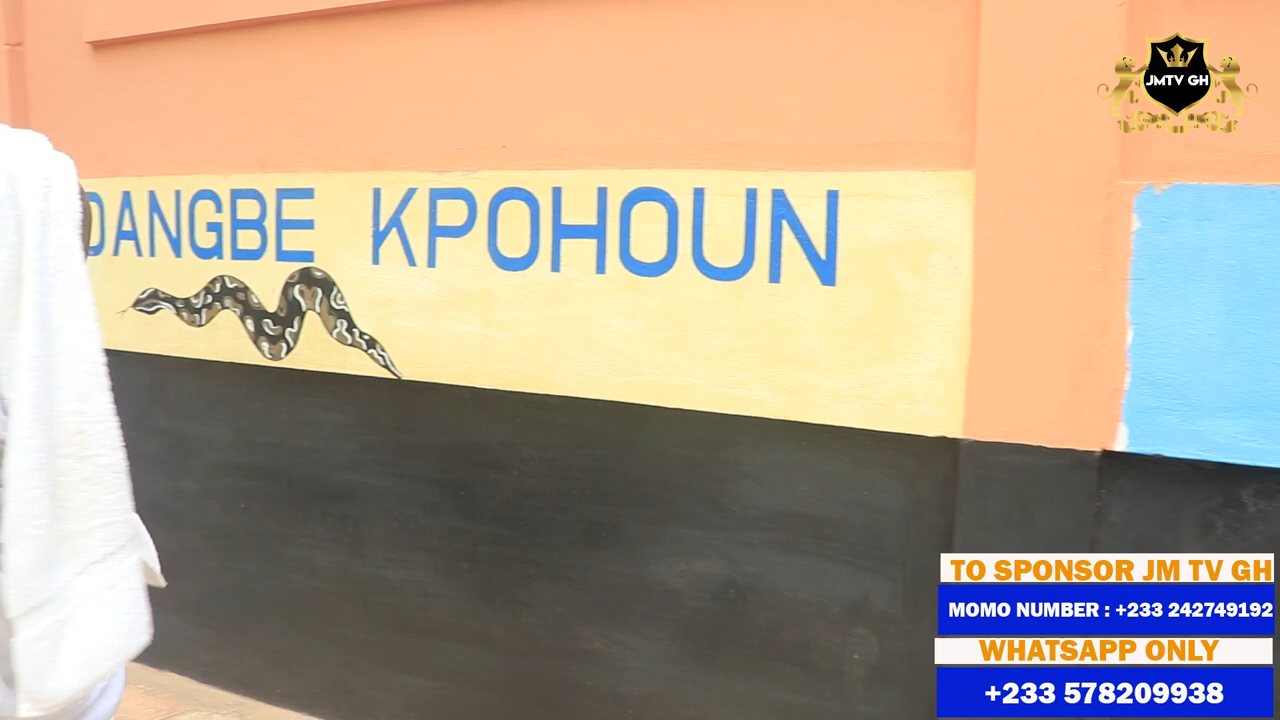 JMTV GH
DANGBE KPOHOUN
TO SPONSOR JM TV GH
MOMO NUMBER : +233 242749192
WHATSAPP ONLY
+233 578209938